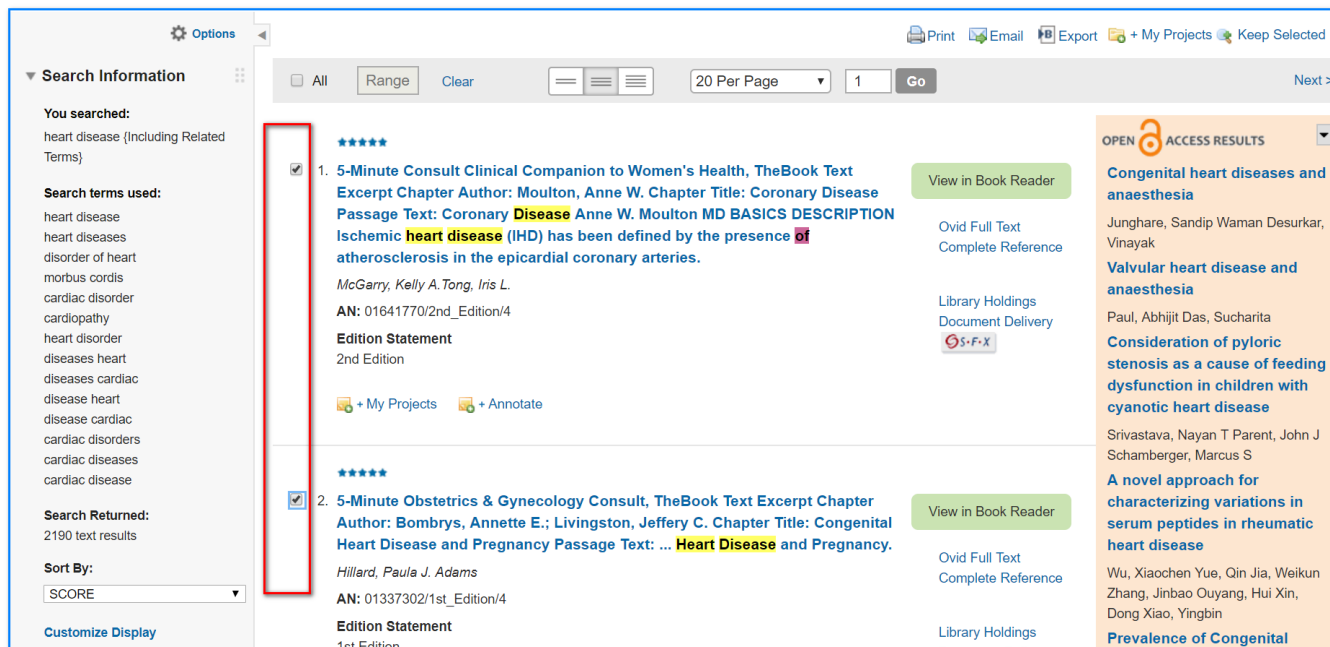 Options
Print Email Export + My Projects Keep Selected
Search Information
You searched:
heart disease {Including Related
Terms}
Search terms used:
heart disease
heart diseases
disorder of heart
morbus cordis
cardiac disorder
cardiopathy
heart disorder
diseases heart
diseases cardiac
disease heart
disease cardiac
cardiac disorders
cardiac diseases
cardiac disease
Search Returned:
2190 text results
Sort By:
SCORE
Customize Display
All Range Clear 20 Per Page 1 Go Next >
1. 5-Minute Consult Clinical Companion to Women's Health, TheBook Text
Excerpt Chapter Author: Moulton, Anne W. Chapter Title: Coronary Disease
Passage Text: Coronary Disease Anne W. Moulton MD BASICS DESCRIPTION
Ischemic heart disease (IHD) has been defined by the presence of
atherosclerosis in the epicardial coronary arteries.
McGarry, Kelly A.Tong, Iris L.
AN: 01641770/2nd_Edition/4
Edition Statement
2nd Edition
+ My Projects + Annotate
View in Book Reader
Ovid Full Text
Complete Reference
Library Holdings
Document Delivery
S·F·X
2. 5-Minute Obstetrics & Gynecology Consult, TheBook Text Excerpt Chapter
Author: Bombrys, Annette E.; Livingston, Jeffery C. Chapter Title: Congenital
Heart Disease and Pregnancy Passage Text: ... Heart Disease and Pregnancy.
Hillard, Paula J. Adams
AN: 01337302/1st_Edition/4
Edition Statement
1st Edition
View in Book Reader
Ovid Full Text
Complete Reference
Library Holdings
OPEN ACCESS RESULTS
Congenital heart diseases and
anaesthesia
Junghare, Sandip Waman Desurkar,
Vinayak
Valvular heart disease and
anaesthesia
Paul, Abhijit Das, Sucharita
Consideration of pyloric
stenosis as a cause of feeding
dysfunction in children with
cyanotic heart disease
Srivastava, Nayan T Parent, John J
Schamberger, Marcus S
A novel approach for
characterizing variations in
serum peptides in rheumatic
heart disease
Wu, Xiaochen Yue, Qin Jia, Weikun
Zhang, Jinbao Ouyang, Hui Xin,
Dong Xiao, Yingbin
Prevalence of Congenital